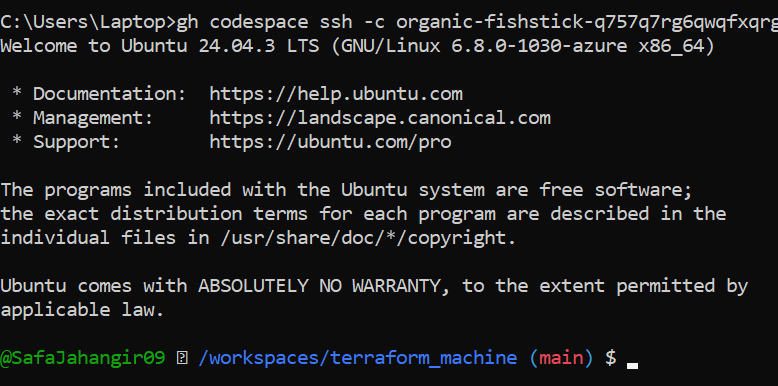 C:\Users\Laptop>gh codespace ssh -c organic-fishstick-q757q7rg6qwqfxqrg
Welcome to Ubuntu 24.04.3 LTS (GNU/Linux 6.8.0-1030-azure x86_64)
* Documentation:  https://help.ubuntu.com
* Management:     https://landscape.canonical.com
* Support:        https://ubuntu.com/pro
The programs included with the Ubuntu system are free software;
the exact distribution terms for each program are described in the
individual files in /usr/share/doc/*/copyright.
Ubuntu comes with ABSOLUTELY NO WARRANTY, to the extent permitted by
applicable law.
@SafaJahangir09 /workspaces/terraform_machine (main) $